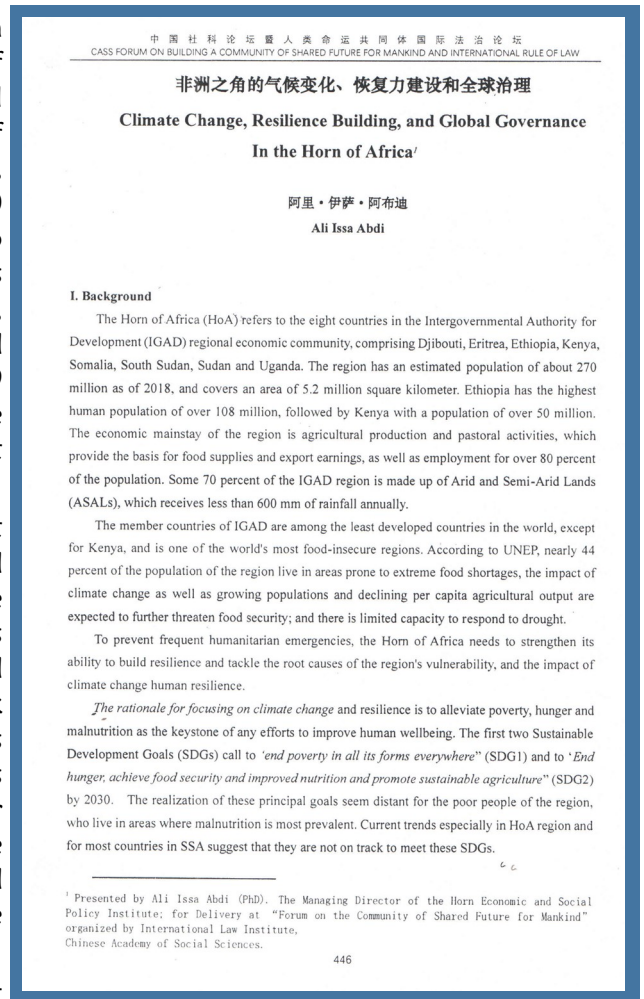 中国社科论坛暨人类命运共同体国际法治论坛
CASS FORUM ON BUILDING A COMMUNITY OF SHARED FUTURE FOR MANKIND AND INTERNATIONAL RULE OF LAW
非洲之角的气候变化、恢复力建设和全球治理
Climate Change, Resilience Building, and Global Governance
In the Horn of Africa¹
阿里·伊萨·阿布迪
Ali Issa Abdi
I. Background
The Horn of Africa (HoA) refers to the eight countries in the Intergovernmental Authority for
Development (IGAD) regional economic community, comprising Djibouti, Eritrea, Ethiopia, Kenya,
Somalia, South Sudan, Sudan and Uganda. The region has an estimated population of about 270
million as of 2018, and covers an area of 5.2 million square kilometer. Ethiopia has the highest
human population of over 108 million, followed by Kenya with a population of over 50 million.
The economic mainstay of the region is agricultural production and pastoral activities, which
provide the basis for food supplies and export earnings, as well as employment for over 80 percent
of the population. Some 70 percent of the IGAD region is made up of Arid and Semi-Arid Lands
(ASALs), which receives less than 600 mm of rainfall annually.
The member countries of IGAD are among the least developed countries in the world, except
for Kenya, and is one of the world's most food-insecure regions. According to UNEP, nearly 44
percent of the population of the region live in areas prone to extreme food shortages, the impact of
climate change as well as growing populations and declining per capita agricultural output are
expected to further threaten food security; and there is limited capacity to respond to drought.
To prevent frequent humanitarian emergencies, the Horn of Africa needs to strengthen its
ability to build resilience and tackle the root causes of the region's vulnerability, and the impact of
climate change human resilience.
The rationale for focusing on climate change and resilience is to alleviate poverty, hunger and
malnutrition as the keystone of any efforts to improve human wellbeing. The first two Sustainable
Development Goals (SDGs) call to 'end poverty in all its forms everywhere" (SDG1) and to 'End
hunger, achieve food security and improved nutrition and promote sustainable agriculture" (SDG2)
by 2030. The realization of these principal goals seem distant for the poor people of the region,
who live in areas where malnutrition is most prevalent. Current trends especially in HoA region and
for most countries in SSA suggest that they are not on track to meet these SDGs.
¹ Presented by Ali Issa Abdi (PhD). The Managing Director of the Horn Economic and Social
Policy Institute; for Delivery at "Forum on the Community of Shared Future for Mankind"
organized by International Law Institute,
Chinese Academy of Social Sciences.
446